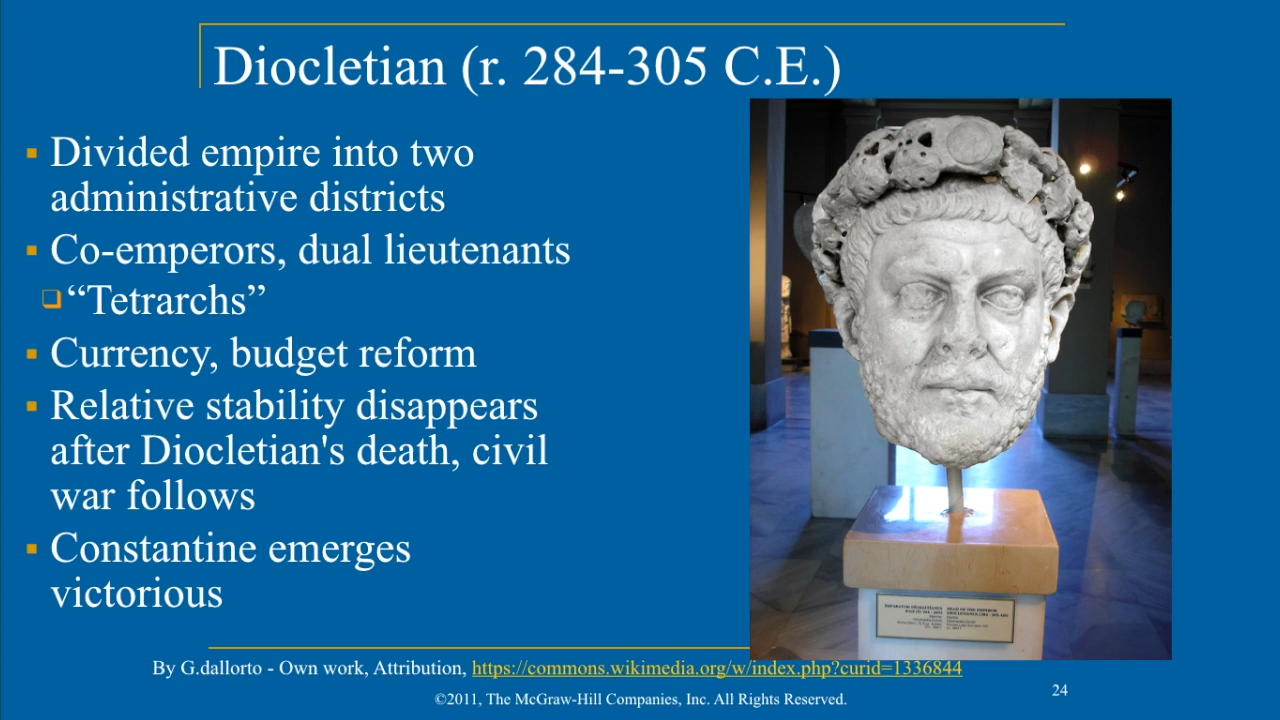 Diocletian (r. 284-305 C.E.)
Divided empire into two
administrative districts
Co-emperors, dual lieutenants
“Tetrarchs”
Currency, budget reform
Relative stability disappears
after Diocletian's death, civil
war follows
Constantine emerges
victorious
By G.dallorto - Own work, Attribution, https://commons.wikimedia.org/w/index.php?curid=1336844
©2011, The McGraw-Hill Companies, Inc. All Rights Reserved.
24